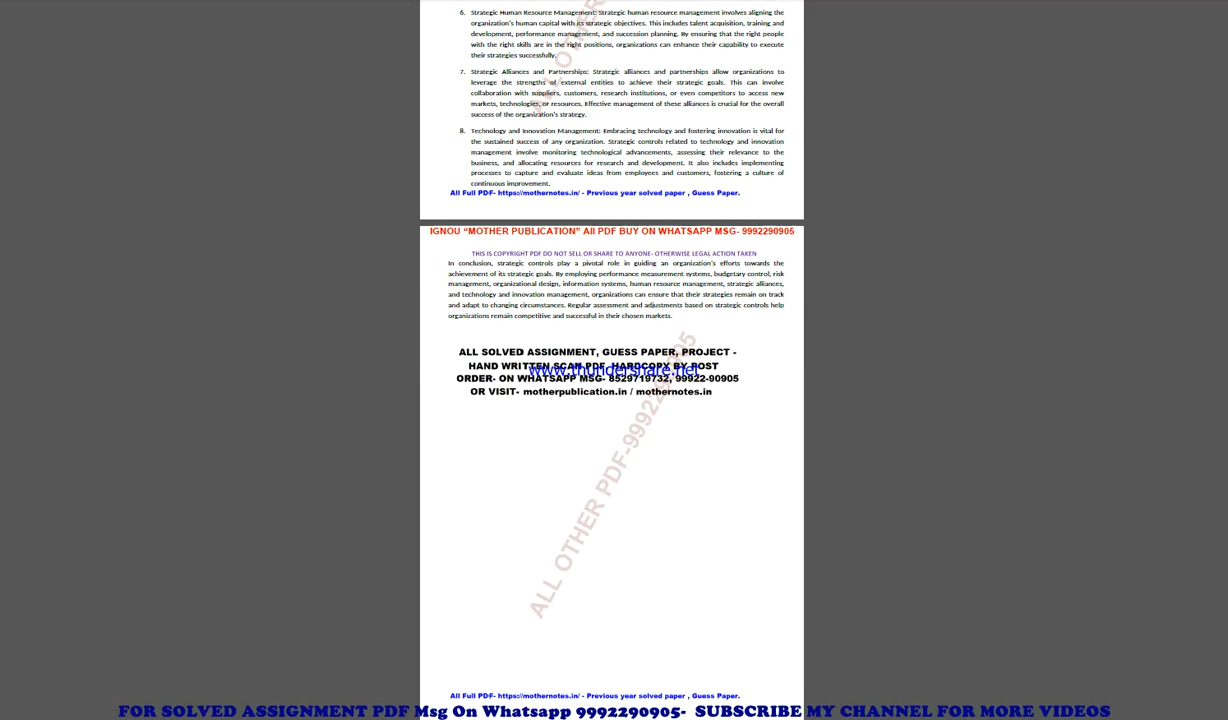 6. Strategic Human Resource Management: Strategic human resource management involves aligning the
organization's human capital with its strategic objectives. This includes talent acquisition, training and
development, performance management, and succession planning. By ensuring that the right people
with the right skills are in the right positions, organizations can enhance their capability to execute
their strategies successfully.
7. Strategic Alliances and Partnerships: Strategic alliances and partnerships allow organizations to
leverage the strengths of external entities to achieve their strategic goals. This can involve
collaboration with suppliers, customers, research institutions, or even competitors to access new
markets, technologies, or resources. Effective management of these alliances is crucial for the overall
success of the organization's strategy.
8. Technology and Innovation Management: Embracing technology and fostering innovation is vital for
the sustained success of any organization. Strategic controls related to technology and innovation
management involve monitoring technological advancements, assessing their relevance to the
business, and allocating resources for research and development. It also includes implementing
processes to capture and evaluate ideas from employees and customers, fostering a culture of
continuous improvement.
All Full PDF- https://mothernotes.in/ - Previous year solved paper , Guess Paper.
ALL OTHER
IGNOU “MOTHER PUBLICATION” All PDF BUY ON WHATSAPP MSG- 9992290905
THIS IS COPYRIGHT PDF DO NOT SELL OR SHARE TO ANYONE- OTHERWISE LEGAL ACTION TAKEN
In conclusion, strategic controls play a pivotal role in guiding an organization's efforts towards the
achievement of its strategic goals. By employing performance measurement systems, budgetary control, risk
management, organizational design, information systems, human resource management, strategic alliances,
and technology and innovation management, organizations can ensure that their strategies remain on track
and adapt to changing circumstances. Regular assessment and adjustments based on strategic controls help
organizations remain competitive and successful in their chosen markets.
ALL SOLVED ASSIGNMENT, GUESS PAPER, PROJECT -
HAND WRITTEN SCAN PDF, HARDCOPY BY POST
www.thundershare.net
ORDER- ON WHATSAPP MSG- 8529719732, 99922-90905
OR VISIT- motherpublication.in / mothernotes.in
ALL OTHER PDF-9992290905
All Full PDF- https://mothernotes.in/ - Previous year solved paper , Guess Paper.
FOR SOLVED ASSIGNMENT PDF Msg On Whatsapp 9992290905- SUBSCRIBE MY CHANNEL FOR MORE VIDEOS